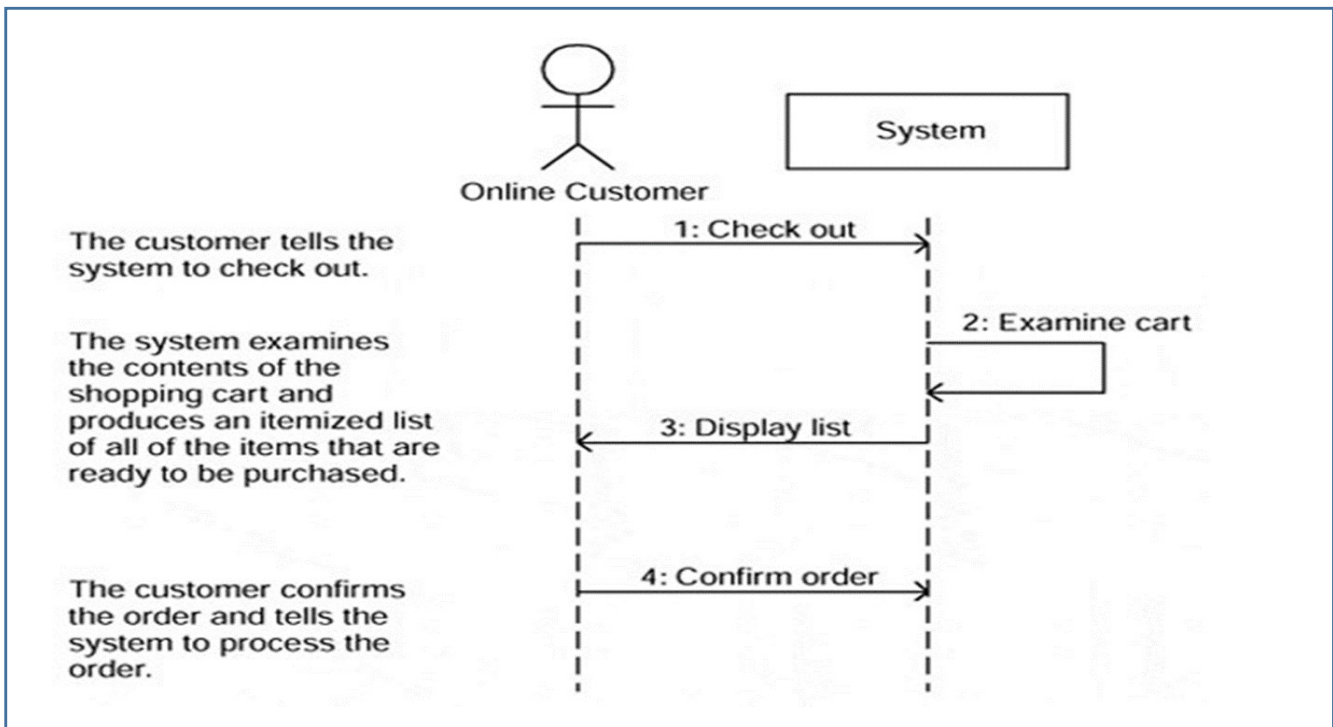 System
Online Customer
The customer tells the
system to check out.
1: Check out
2: Examine cart
The system examines
the contents of the
shopping cart and
produces an itemized list
of all of the items that are
ready to be purchased.
3: Display list
The customer confirms
the order and tells the
system to process the
order.
4: Confirm order